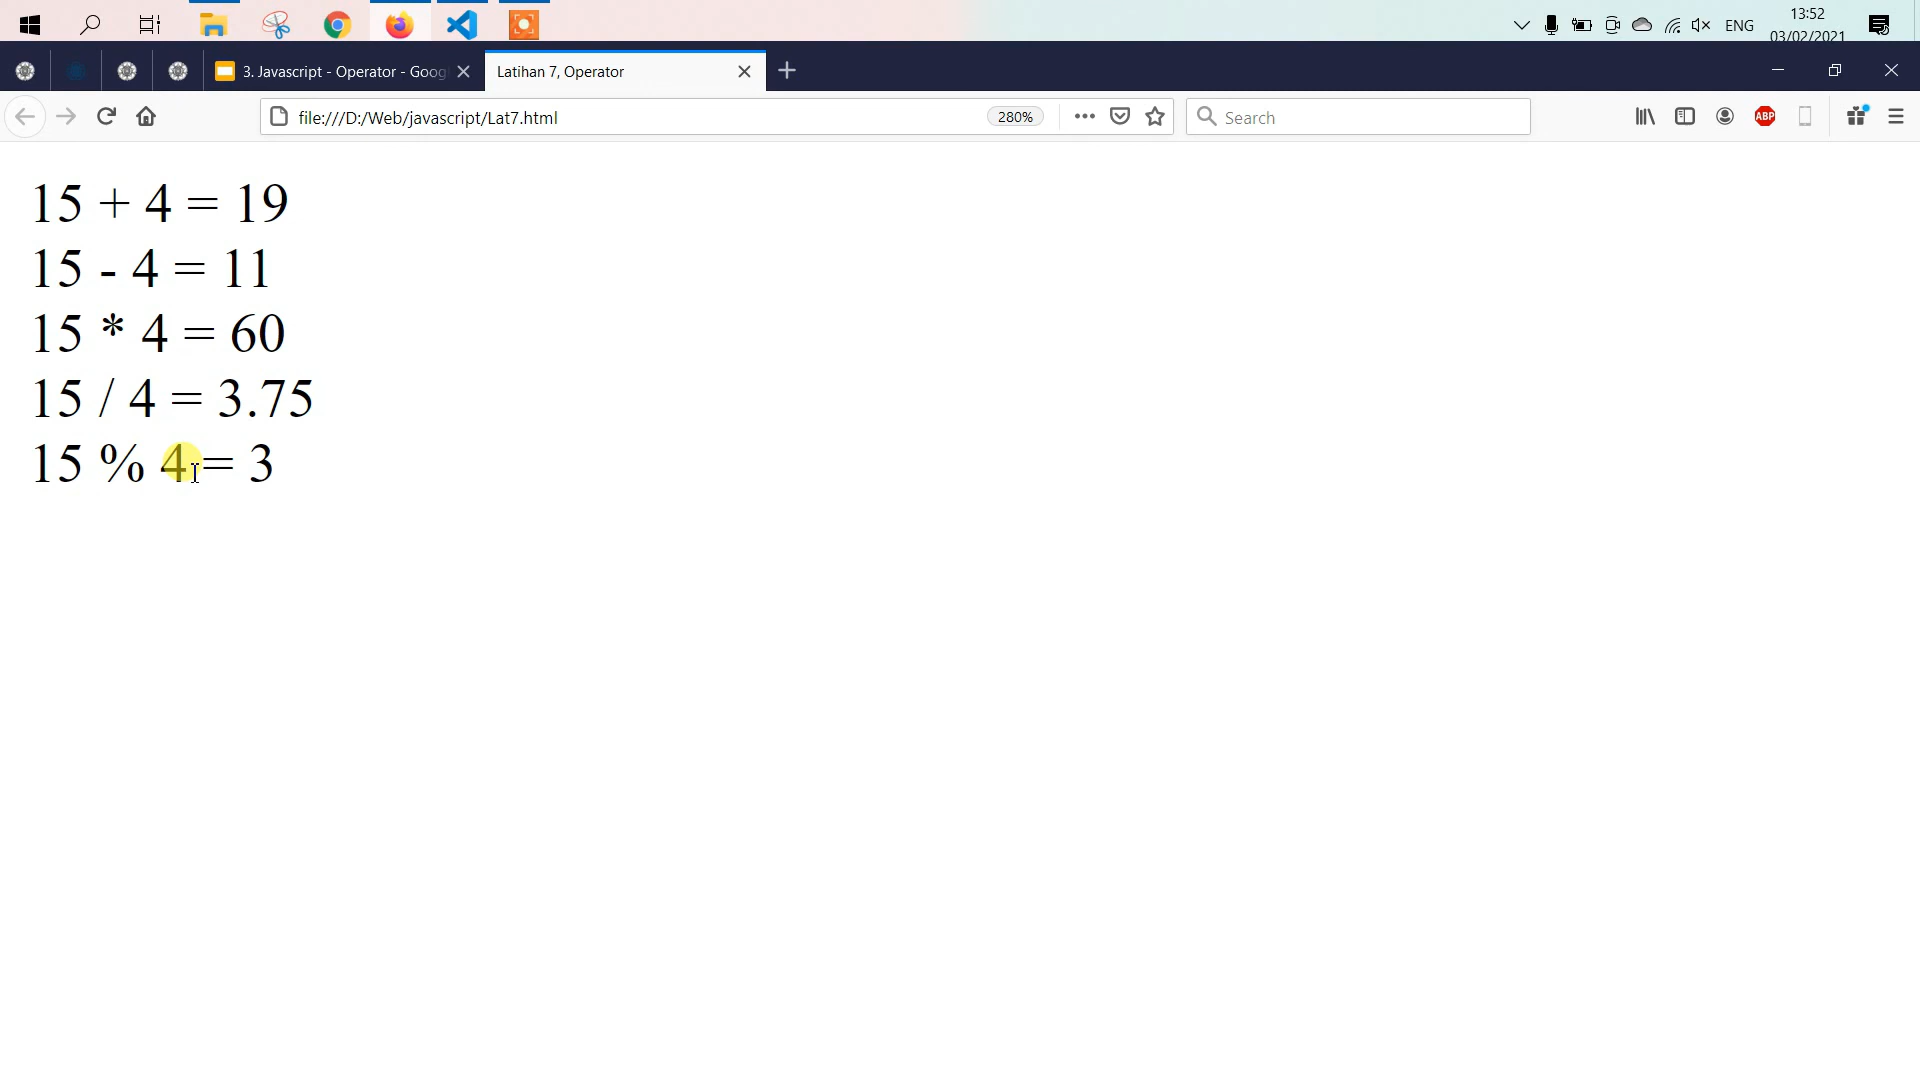 ENG
13:52
03/02/2021
3. Javascript - Operator - Goog
Latihan 7, Operator
file:///D:/Web/javascript/Lat7.html
280%
Search
ABP
15 + 4 = 19
15 - 4 = 11
15 * 4 = 60
15 / 4 = 3.75
15 % 4 = 3